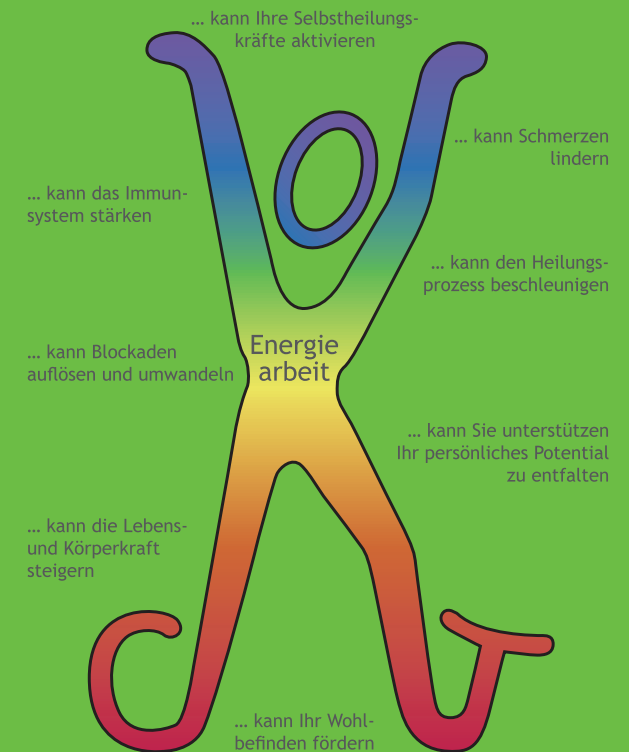 ... kann Ihre Selbstheilungs-
kräfte aktivieren
... kann Schmerzen
lindern
... kann das Immun-
system stärken
... kann den Heilungs-
prozess beschleunigen
Energie
arbeit
... kann Blockaden
auflösen und umwandeln
... kann Sie unterstützen
Ihr persönliches Potential
zu entfalten
... kann die Lebens-
und Körperkraft
steigern
... kann Ihr Wohl-
befinden fördern